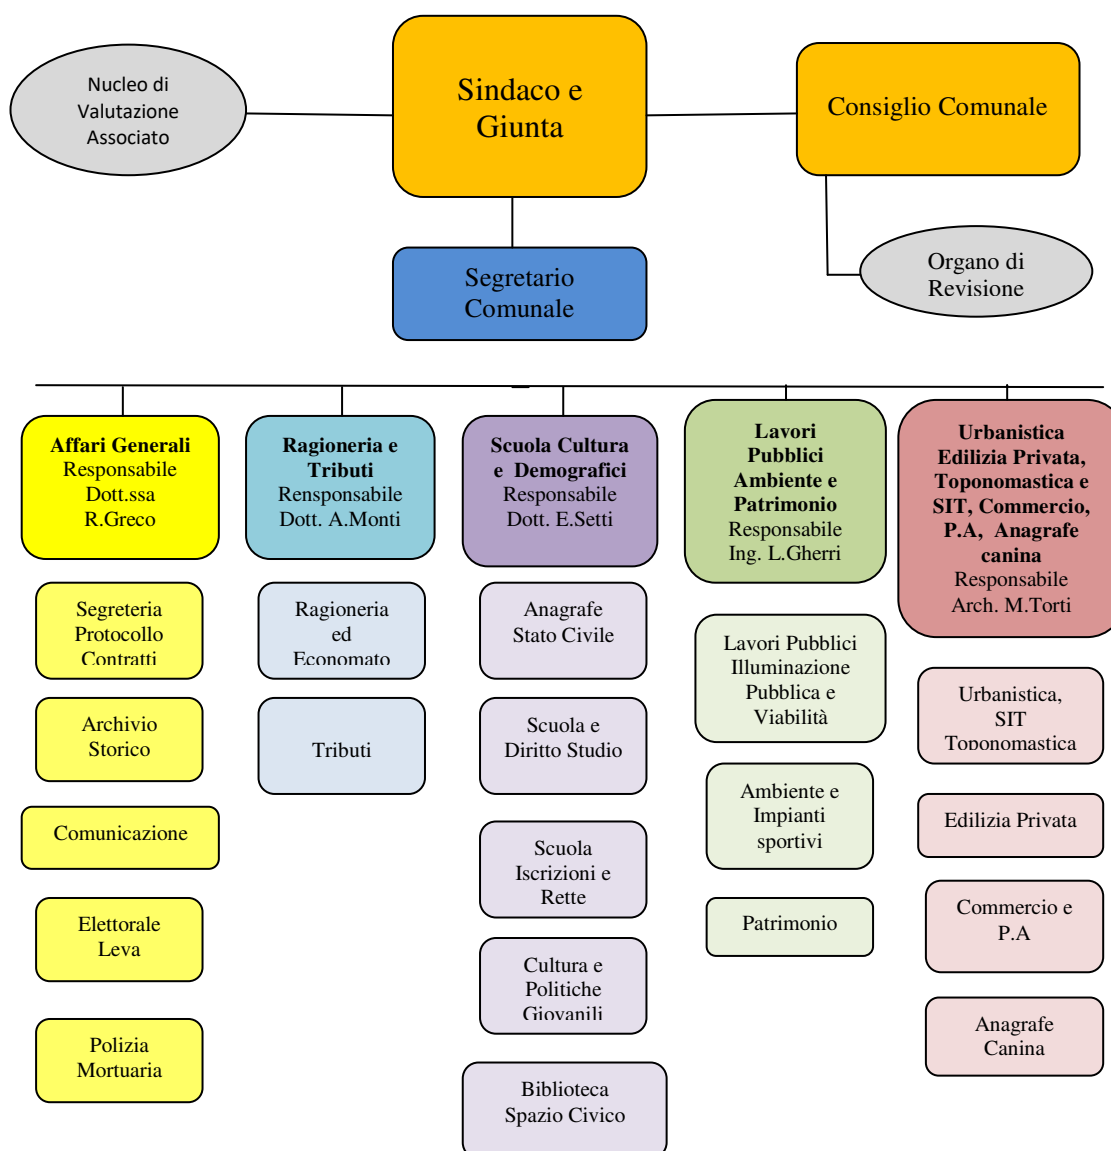 Nucleo di
Valutazione
Associato
Sindaco e
Giunta
Consiglio Comunale
Segretario
Comunale
Organo di
Revisione
Affari Generali
Responsabile
Dott.ssa
R.Greco
Ragioneria e
Tributi
Rensponsabile
Dott. A.Monti
Scuola Cultura
e Demografici
Responsabile
Dott. E.Setti
Lavori
Pubblici
Ambiente e
Patrimonio
Responsabile
Ing. L.Gherri
Urbanistica
Edilizia Privata,
Toponomastica e
SIT, Commercio,
P.A, Anagrafe
canina
Responsabile
Arch. M.Torti
Segreteria
Protocollo
Contratti
Archivio
Storico
Comunicazione
Elettorale
Leva
Polizia
Mortuaria
Ragioneria
ed
Economato
Tributi
Anagrafe
Stato Civile
Scuola e
Diritto Studio
Scuola
Iscrizioni e
Rette
Cultura e
Politiche
Giovanili
Biblioteca
Spazio Civico
Lavori Pubblici
Illuminazione
Pubblica e
Viabilità
Ambiente e
Impianti
sportivi
Patrimonio
Urbanistica,
SIT
Toponomastica
Edilizia Privata
Commercio e
P.A
Anagrafe
Canina